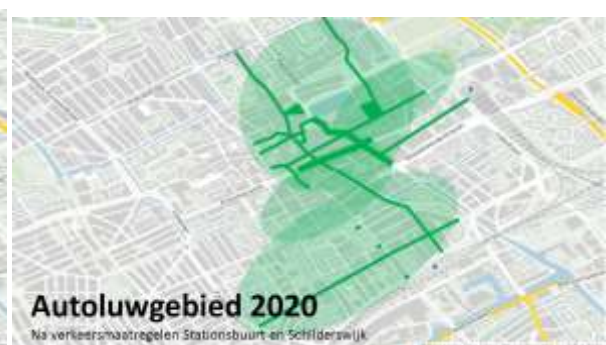 Autoluwgebied 2020
Na verkeersmaatregelen Stationsbuurt en Schilderswijk